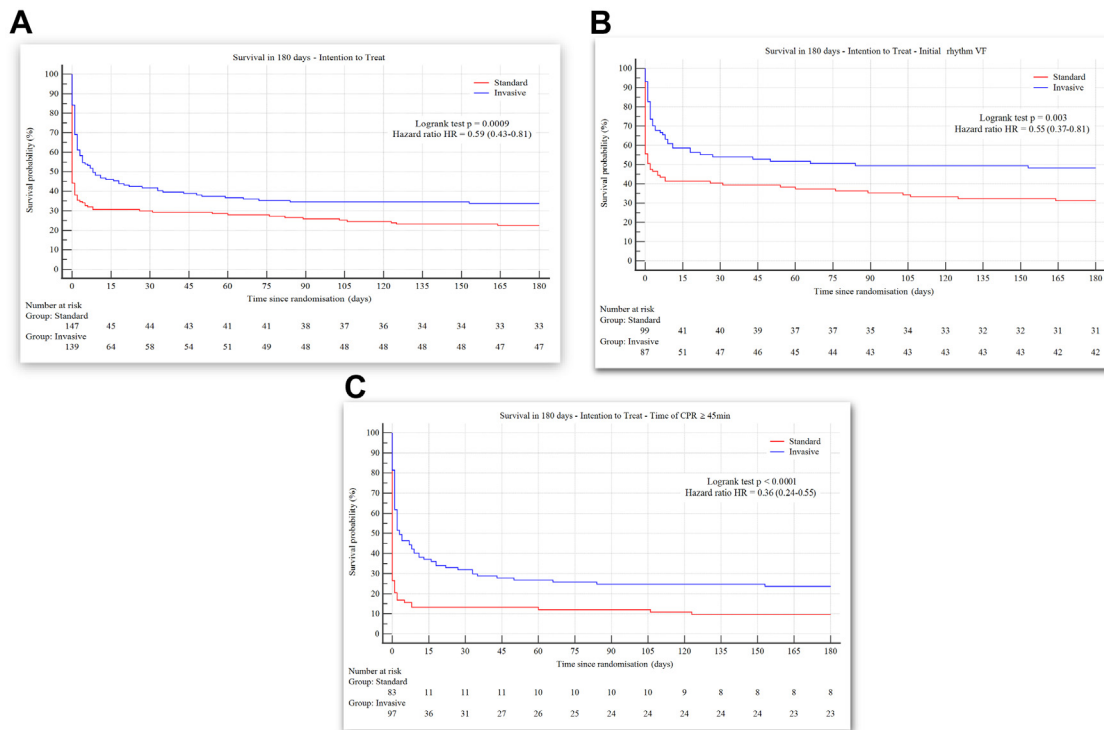 A
Survival in 180 days - Intention to Treat
Standard
Invasive
Logrank test p = 0.0009
Hazard ratio HR = 0.59 (0.43-0.81)
Survival probability (%)
100
90
80
70
60
50
40
30
20
10
0
0 15 30 45 60 75 90 105 120 135 150 165 180
Time since randomisation (days)
Number at risk
Group: Standard
147 45 44 43 41 41 38 37 36 34 34 33 33
Group: Invasive
139 64 58 54 51 49 48 48 48 48 48 47 47
B
Survival in 180 days - Intention to Treat - Initial rhythm VF
Standard
Invasive
Logrank test p = 0.003
Hazard ratio HR = 0.55 (0.37-0.81)
Survival probability (%)
100
90
80
70
60
50
40
30
20
10
0
0 15 30 45 60 75 90 105 120 135 150 165 180
Time since randomisation (days)
Number at risk
Group: Standard
99 41 40 39 37 37 35 34 33 32 32 31 31
Group: Invasive
87 51 47 46 45 44 43 43 43 43 43 42 42
C
Survival in 180 days - Intention to Treat - Time of CPR ≥ 45min
Standard
Invasive
Logrank test p < 0.0001
Hazard ratio HR = 0.36 (0.24-0.55)
Survival probability (%)
100
90
80
70
60
50
40
30
20
10
0
0 15 30 45 60 75 90 105 120 135 150 165 180
Time since randomisation (days)
Number at risk
Group: Standard
83 11 11 11 10 10 10 10 9 8 8 8 8
Group: Invasive
97 36 31 27 26 25 24 24 24 24 24 23 23